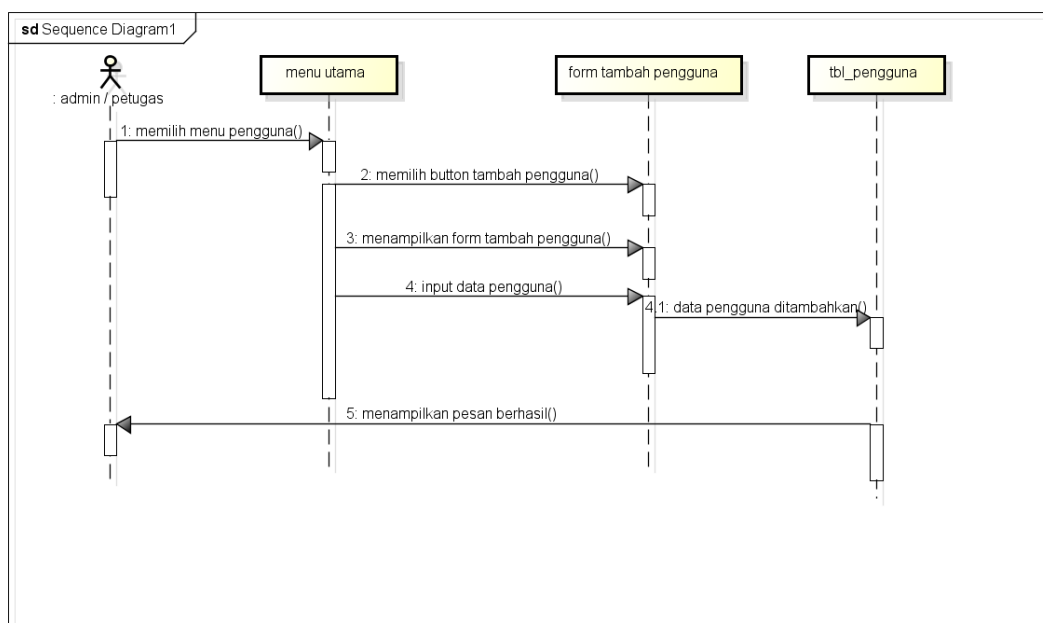 sd Sequence Diagram1
: admin / petugas
menu utama
form tambah pengguna
tbl_pengguna
1: memilih menu pengguna()
2: memilih button tambah pengguna()
3: menampilkan form tambah pengguna()
4: input data pengguna()
4.1: data pengguna ditambahkan()
5: menampilkan pesan berhasil()